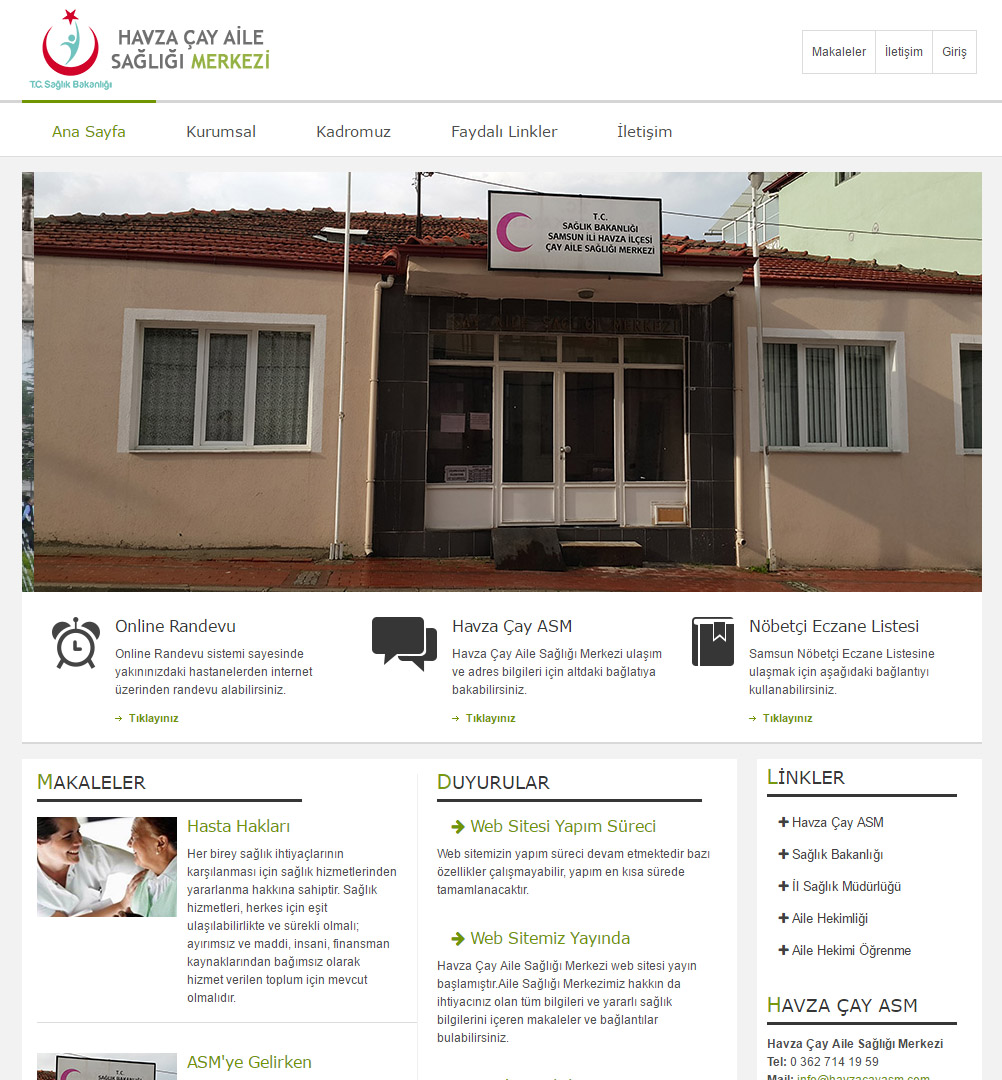 HAVZA ÇAY AİLE
SAĞLIĞI MERKEZİ
T.C. Sağlık Bakanlığı
Makaleler
İletişim
Giriş
Ana Sayfa
Kurumsal
Kadromuz
Faydalı Linkler
İletişim
T.C.
SAĞLIK BAKANLIĞI
SAMSUN İLİ HAVZA İLÇESİ
ÇAY AİLE SAĞLIĞI MERKEZİ
Online Randevu
Online Randevu sistemi sayesinde
yakınınızdaki hastanelerden internet
üzerinden randevu alabilirsiniz.
Tıklayınız
Havza Çay ASM
Havza Çay Aile Sağlığı Merkezi ulaşım
ve adres bilgileri için altdaki bağlatıya
bakabilirsiniz.
Tıklayınız
Nöbetçi Eczane Listesi
Samsun Nöbetçi Eczane Listesine
ulaşmak için aşağıdaki bağlantıyı
kullanabilirsiniz.
Tıklayınız
MAKALELER
Hasta Hakları
Her birey sağlık ihtiyaçlarının
karşılanması için sağlık hizmetlerinden
yararlanma hakkına sahiptir. Sağlık
hizmetleri, herkes için eşit
ulaşılabilirlikte ve sürekli olmalı;
ayırımsız ve maddi, insani, finansman
kaynaklarından bağımsız olarak
hizmet verilen toplum için mevcut
olmalıdır.
T.C.
SAĞLIK BAKANLIĞI
ASM'ye Gelirken
DUYURULAR
Web Sitesi Yapım Süreci
Web sitemizin yapım süreci devam etmektedir bazı
özellikler çalışmayabilir, yapım en kısa sürede
tamamlanacaktır.
Web Sitemiz Yayında
Havza Çay Aile Sağlığı Merkezi web sitesi yayın
başlamıştır.Aile Sağlığı Merkezimiz hakkın da
ihtiyacınız olan tüm bilgileri ve yararlı sağlık
bilgilerini içeren makaleler ve bağlantılar
bulabilirsiniz.
LİNKLER
Havza Çay ASM
Sağlık Bakanlığı
İl Sağlık Müdürlüğü
Aile Hekimliği
Aile Hekimi Öğrenme
HAVZA ÇAY ASM
Havza Çay Aile Sağlığı Merkezi
Tel: 0 362 714 19 59
Mail: info@havzacayasm.com